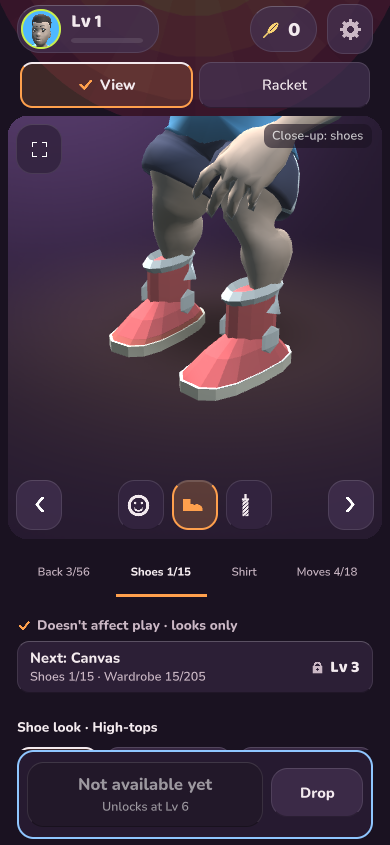 Lv 1
0
View
Racket
Close-up: shoes
Back 3/56
Shoes 1/15
Shirt
Moves 4/18
Doesn't affect play · looks only
Next: Canvas
Shoes 1/15 · Wardrobe 15/205
Lv 3
Shoe look · High-tops
Not available yet
Unlocks at Lv 6
Drop